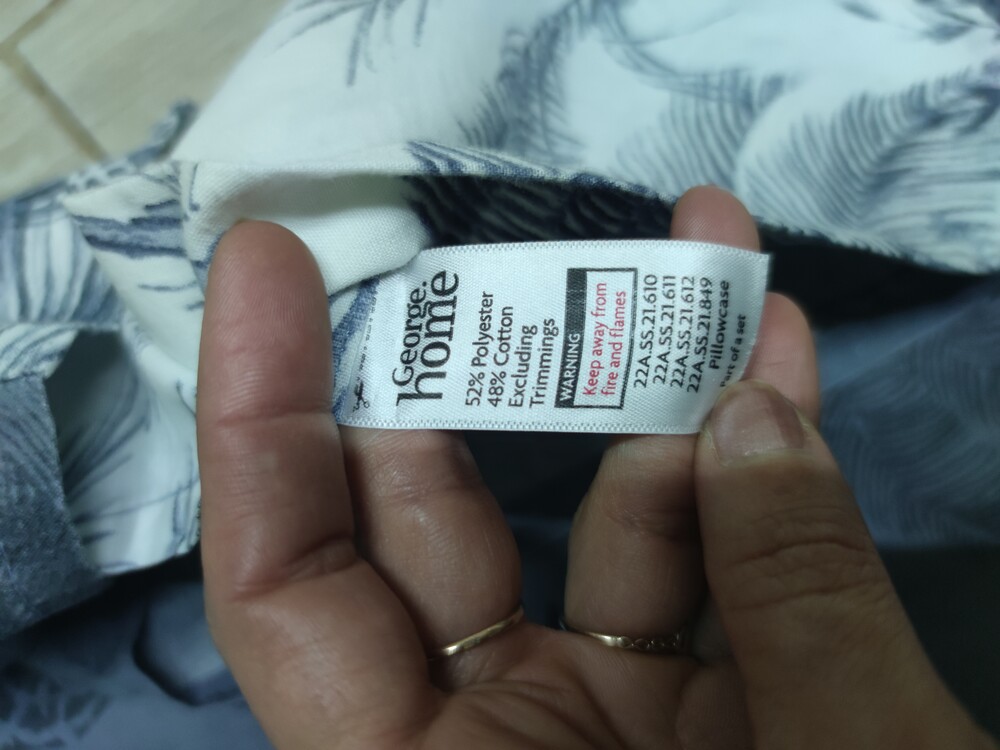 George.
home
52% Polyester
48% Cotton
Excluding
Trimmings
WARNING
Keep away from
fire and flames
22A.SS.21.610
22A.SS.21.611
22A.SS.21.612
22A.SS.21.849
Pillowcase
Part of a set